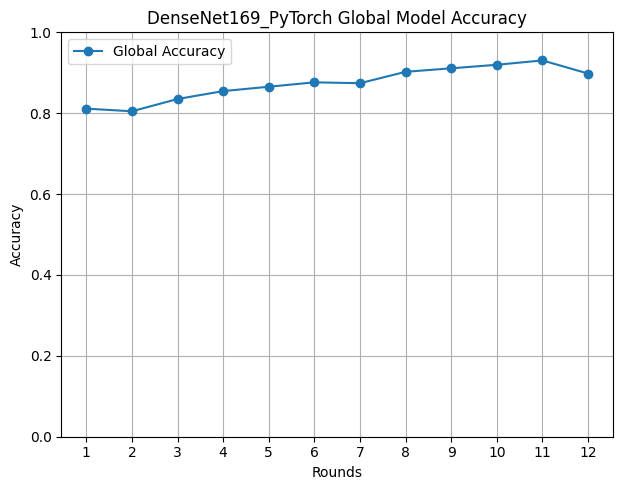 DenseNet169_PyTorch Global Model Accuracy
Global Accuracy
1.0
0.8
0.6
0.4
0.2
0.0
Accuracy
1 2 3 4 5 6 7 8 9 10 11 12
Rounds